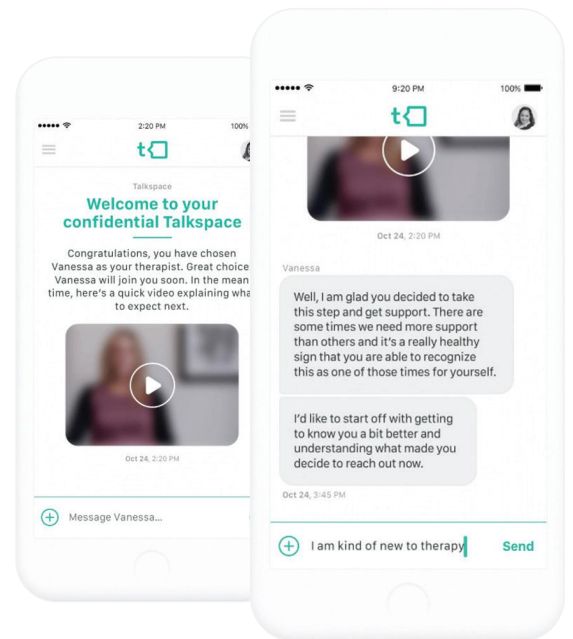 2:20 PM
100%
t
Talkspace
Welcome to your
confidential Talkspace
Congratulations, you have chosen
Vanessa as your therapist. Great choice
Vanessa will join you soon. In the mean
time, here's a quick video explaining wha
to expect next.
Oct 24, 2:20 PM
Message Vanessa...
9:20 PM
100%
t
Oct 24, 2:20 PM
Vanessa
Well, I am glad you decided to take
this step and get support. There are
some times we need more support
than others and it's a really healthy
sign that you are able to recognize
this as one of those times for yourself.
I'd like to start off with getting
to know you a bit better and
understanding what made you
decide to reach out now.
Oct 24, 3:45 PM
I am kind of new to therapy
Send